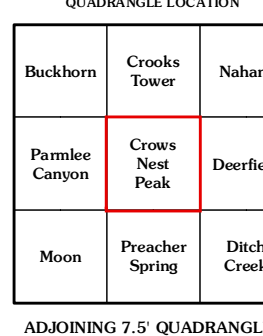 QUADRANGLE LOCATION
Buckhorn
Crooks
Tower
Nahan
Parmlee
Canyon
Crows
Nest
Peak
Deerfie
Moon
Preacher
Spring
Ditch
Creek
ADJOINING 7.5' QUADRANGL